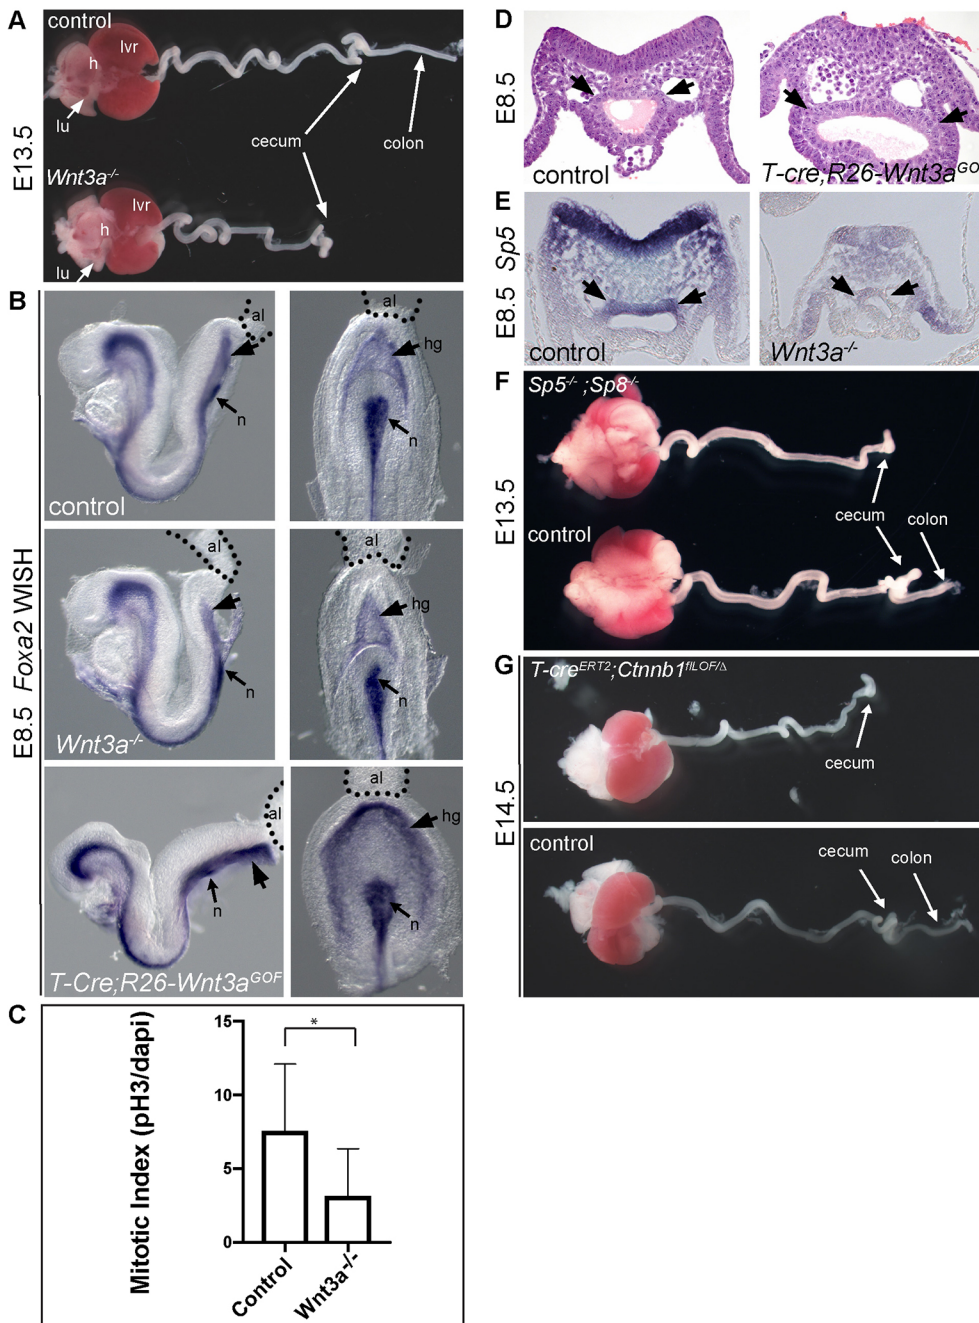 A
control
lvr
h
lu
cecum
colon
E13.5
Wnt3a-/-
lvr
h
lu
B
al
al
hg
n
n
control
al
al
hg
n
n
Wnt3a-/-
al
al
hg
n
n
T-Cre;R26-Wnt3aGOF
E8.5 Foxa2 WISH
C
Mitotic Index (pH3/dapi)
15
10
5
0
*
Control
Wnt3a-/-
D
E8.5
control
T-cre,R26-Wnt3aGOF
E
E8.5 Sp5
control
Wnt3a-/-
F
Sp5-/-;Sp8-/-
E13.5
cecum
colon
control
G
T-creERT2;Ctnnb1flLOF/Δ
cecum
E14.5
control
cecum
colon